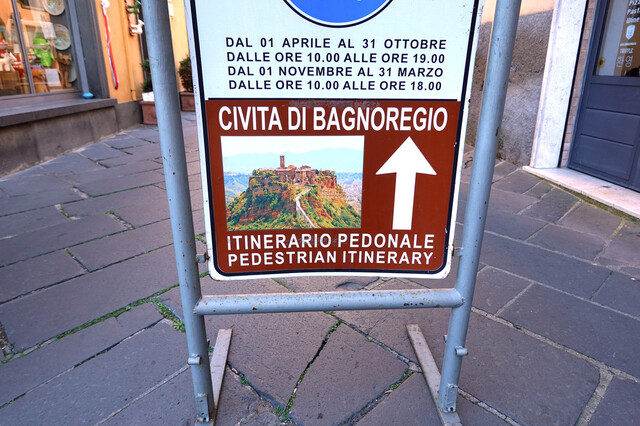 DAL 01 APRILE AL 31 OTTOBRE
DALLE ORE 10.00 ALLE ORE 19.00
DAL 01 NOVEMBRE AL 31 MARZO
DALLE ORE 10.00 ALLE ORE 18.00
CIVITA DI BAGNOREGIO
ITINERARIO PEDONALE
PEDESTRIAN ITINERARY